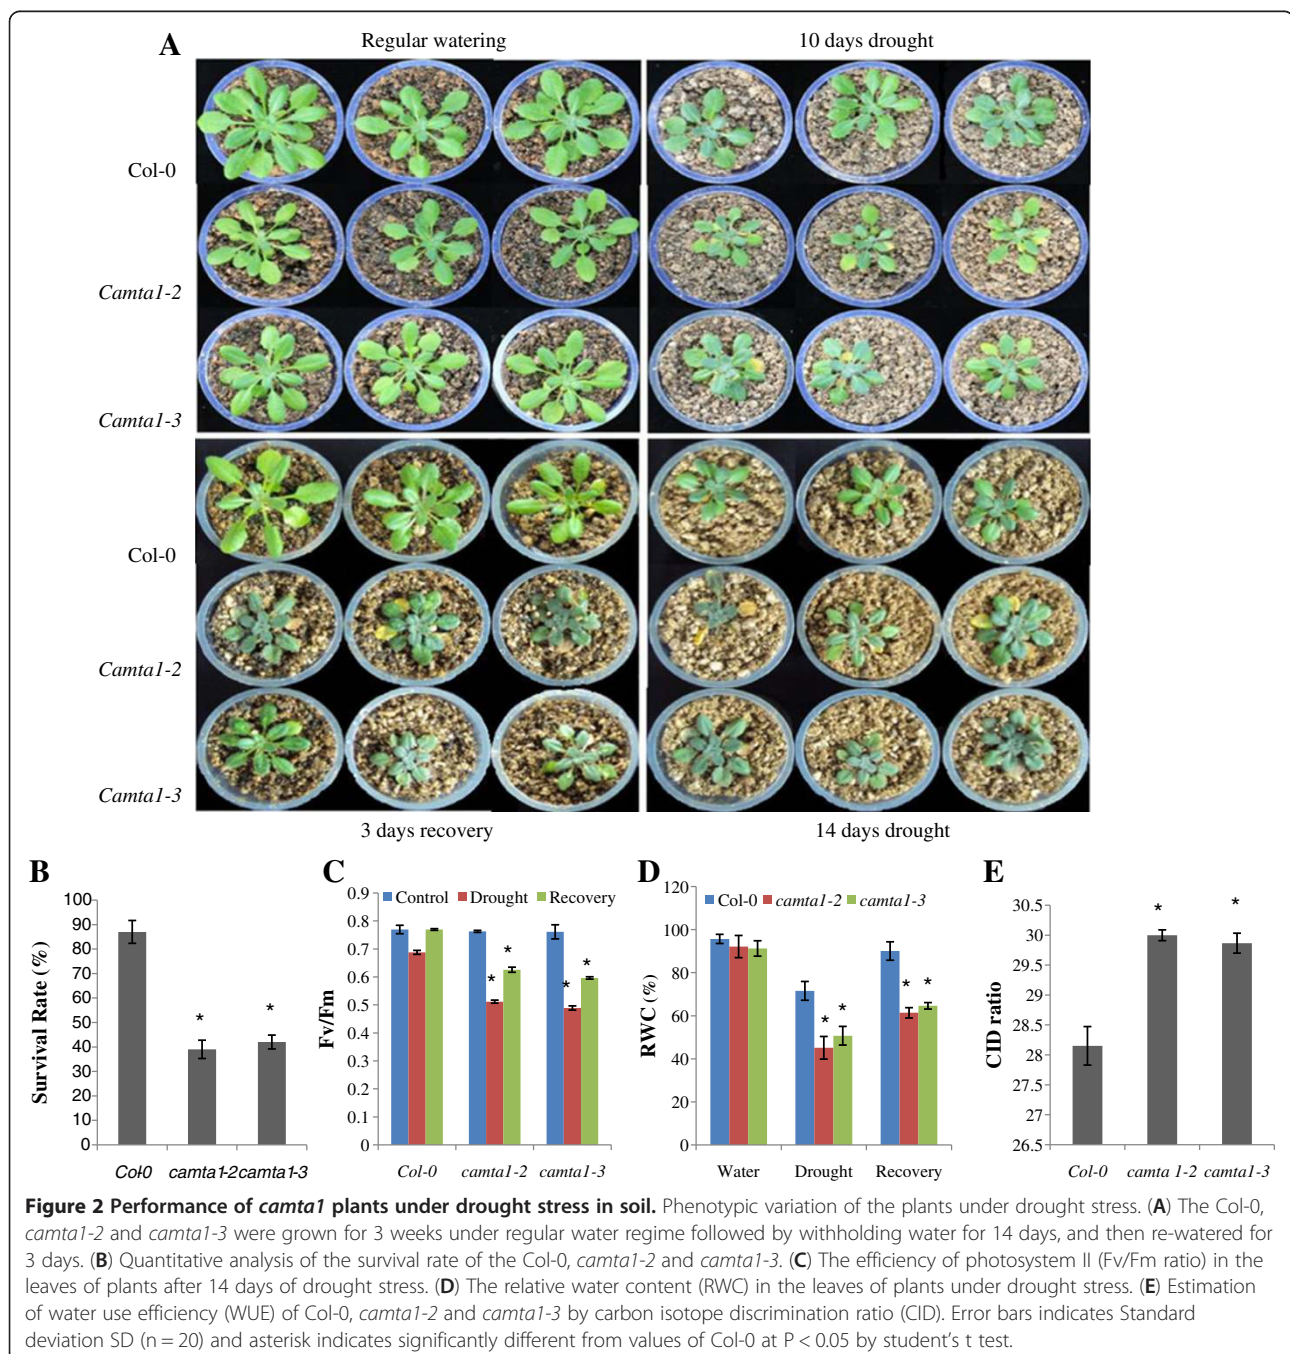 A
Regular watering
10 days drought
Col-0
Camta1-2
Camta1-3
Col-0
Camta1-2
Camta1-3
3 days recovery
14 days drought
B
Survival Rate (%)
100
90
80
70
60
50
40
30
20
10
0
*
*
Col-0
camta1-2
camta1-3
C
Control
Drought
Recovery
Fv/Fm
0.9
0.8
0.7
0.6
0.5
0.4
0.3
0.2
0.1
0
*
*
*
*
Col-0
camta1-2
camta1-3
D
Col-0
camta1-2
camta1-3
RWC (%)
120
100
80
60
40
20
0
*
*
*
*
Water
Drought
Recovery
E
CID ratio
30.5
30
29.5
29
28.5
28
27.5
27
26.5
*
*
Col-0
camta 1-2
camta1-3
Figure 2 Performance of camta1 plants under drought stress in soil. Phenotypic variation of the plants under drought stress. (A) The Col-0,
camta1-2 and camta1-3 were grown for 3 weeks under regular water regime followed by withholding water for 14 days, and then re-watered for
3 days. (B) Quantitative analysis of the survival rate of the Col-0, camta1-2 and camta1-3. (C) The efficiency of photosystem II (Fv/Fm ratio) in the
leaves of plants after 14 days of drought stress. (D) The relative water content (RWC) in the leaves of plants under drought stress. (E) Estimation
of water use efficiency (WUE) of Col-0, camta1-2 and camta1-3 by carbon isotope discrimination ratio (CID). Error bars indicates Standard
deviation SD (n = 20) and asterisk indicates significantly different from values of Col-0 at P < 0.05 by student's t test.